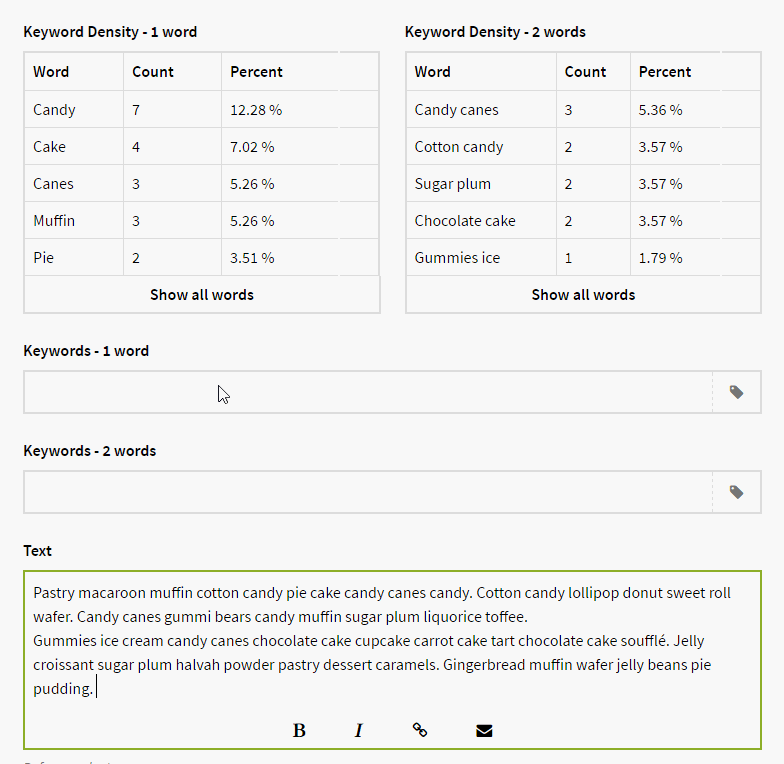 Keyword Density - 1 word
Word Count Percent
Candy 7 12.28 %
Cake 4 7.02 %
Canes 3 5.26 %
Muffin 3 5.26 %
Pie 2 3.51 %
Show all words
Keyword Density - 2 words
Word Count Percent
Candy canes 3 5.36 %
Cotton candy 2 3.57 %
Sugar plum 2 3.57 %
Chocolate cake 2 3.57 %
Gummies ice 1 1.79 %
Show all words
Keywords - 1 word
Keywords - 2 words
Text
Pastry macaroon muffin cotton candy pie cake candy canes candy. Cotton candy lollipop donut sweet roll
wafer. Candy canes gummi bears candy muffin sugar plum liquorice toffee.
Gummies ice cream candy canes chocolate cake cupcake carrot cake tart chocolate cake soufflé. Jelly
croissant sugar plum halvah powder pastry dessert caramels. Gingerbread muffin wafer jelly beans pie
pudding.
B I